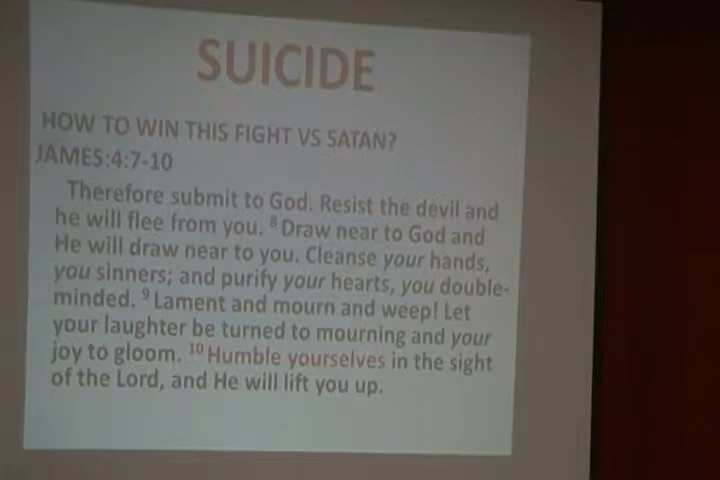 SUICIDE
HOW TO WIN THIS FIGHT VS SATAN?
JAMES:4:7-10
Therefore submit to God. Resist the devil and
he will flee from you. ⁸ Draw near to God and
He will draw near to you. Cleanse your hands,
you sinners; and purify your hearts, you double-
minded. ⁹ Lament and mourn and weep! Let
your laughter be turned to mourning and your
joy to gloom. ¹⁰ Humble yourselves in the sight
of the Lord, and He will lift you up.